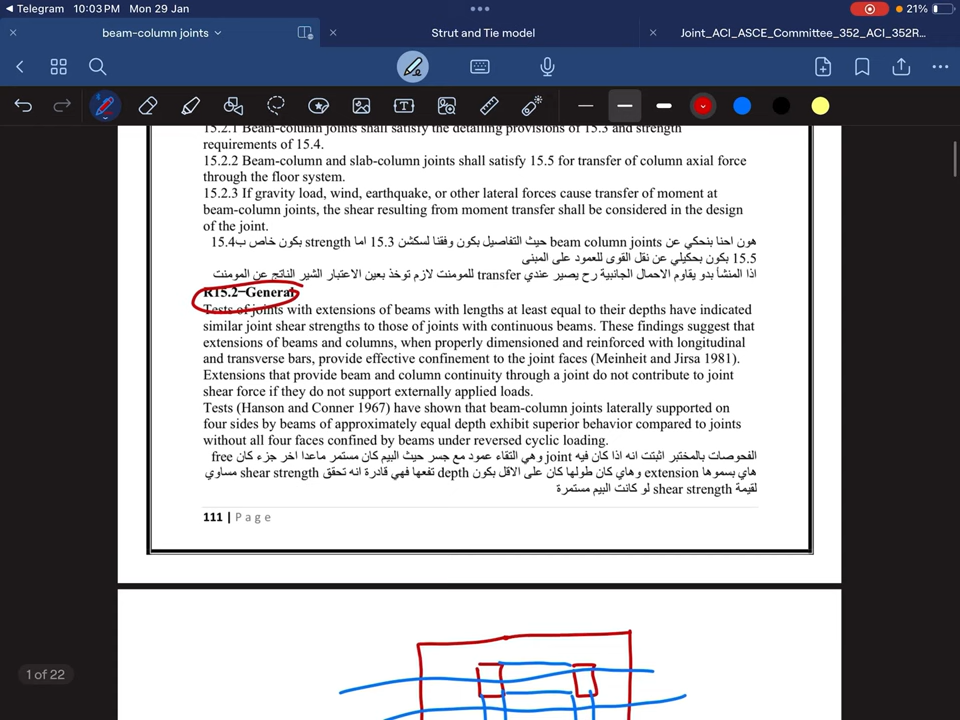 Telegram 10:03 PM Mon 29 Jan 21%
beam-column joints Strut and Tie model Joint_ACI_ASCE_Committee_352_ACI_352R...
15.2.1 Beam-column joints shall satisfy the detailing provisions of 15.3 and strength
requirements of 15.4.
15.2.2 Beam-column and slab-column joints shall satisfy 15.5 for transfer of column axial force
through the floor system.
15.2.3 If gravity load, wind, earthquake, or other lateral forces cause transfer of moment at
beam-column joints, the shear resulting from moment transfer shall be considered in the design
of the joint.
هون احنا بنحكي عن beam column joints حيث التفاصيل بكون وفقنا لسكشن 15.3 اما strength بكون خاص ب15.4
15.5 بكون بحكيلي عن نقل القوى للعمود على المبنى
اذا المنشأ بدو يقاوم الاحمال الجانبية رح يصير عندي transfer للمومنت لازم توخذ بعين الاعتبار الشير الناتج عن المومنت
R15.2–General
Tests of joints with extensions of beams with lengths at least equal to their depths have indicated
similar joint shear strengths to those of joints with continuous beams. These findings suggest that
extensions of beams and columns, when properly dimensioned and reinforced with longitudinal
and transverse bars, provide effective confinement to the joint faces (Meinheit and Jirsa 1981).
Extensions that provide beam and column continuity through a joint do not contribute to joint
shear force if they do not support externally applied loads.
Tests (Hanson and Conner 1967) have shown that beam-column joints laterally supported on
four sides by beams of approximately equal depth exhibit superior behavior compared to joints
without all four faces confined by beams under reversed cyclic loading.
الفحوصات بالمختبر اثبتت انه اذا كان فيه joint وهي التقاء عمود مع جسر حيث البيم كان مستمر ماعدا اخر جزء كان free
هاي بسموها extension وهاي كان طولها كان على الاقل بكون depth تفعها فهي قادرة انه تحقق shear strength مساوي
لقيمة shear strength لو كانت البيم مستمرة
111 | Page
1 of 22